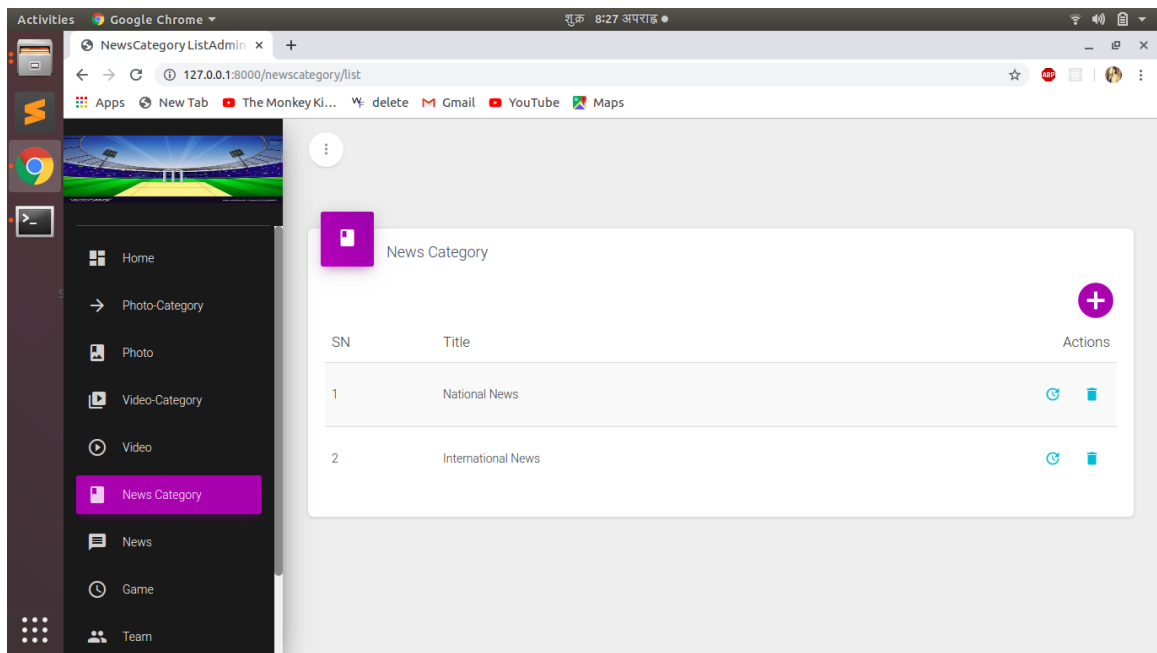 Activities Google Chrome शुक्र 8:27 अपराह्न
NewsCategory ListAdmin
127.0.0.1:8000/newscategory/list
ABP
Apps New Tab The Monkey Ki... delete Gmail YouTube Maps
News Category
Home
Photo-Category
SN Title Actions
Photo
1 National News
Video-Category
Video
2 International News
News Category
News
Game
Team